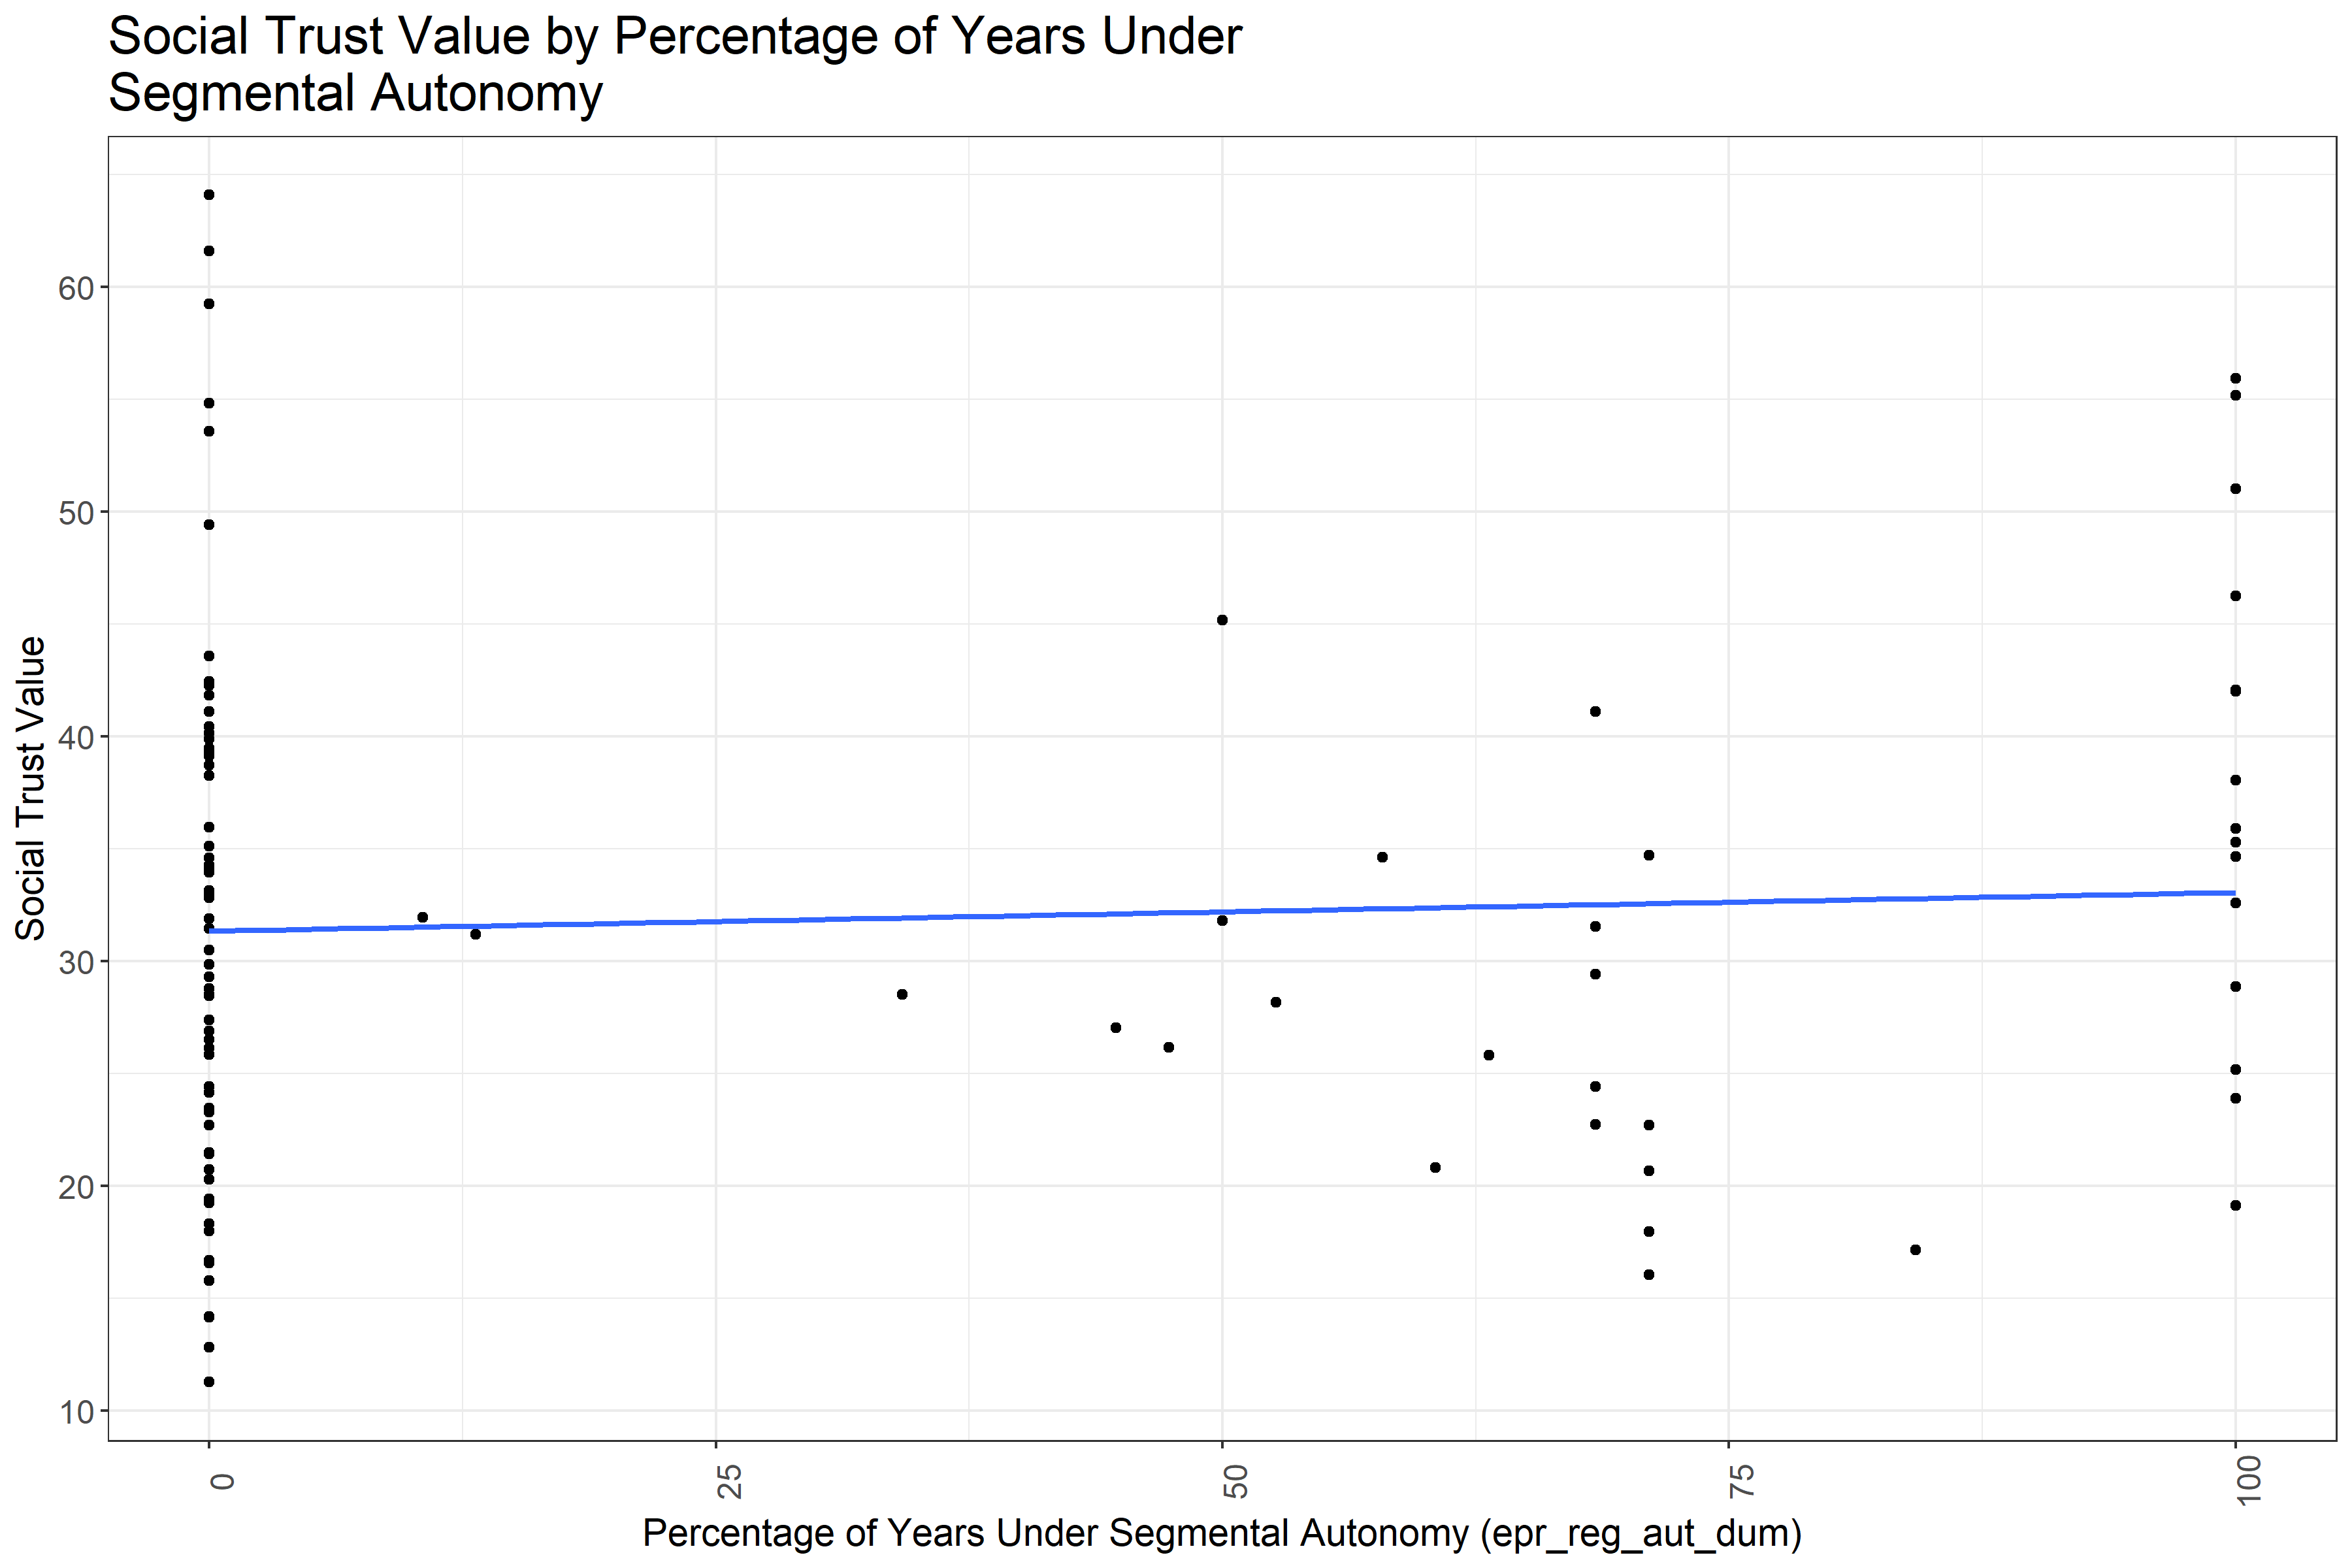 Social Trust Value by Percentage of Years Under
Segmental Autonomy
Social Trust Value
60
50
40
30
20
10
0
25
50
75
100
Percentage of Years Under Segmental Autonomy (epr_reg_aut_dum)